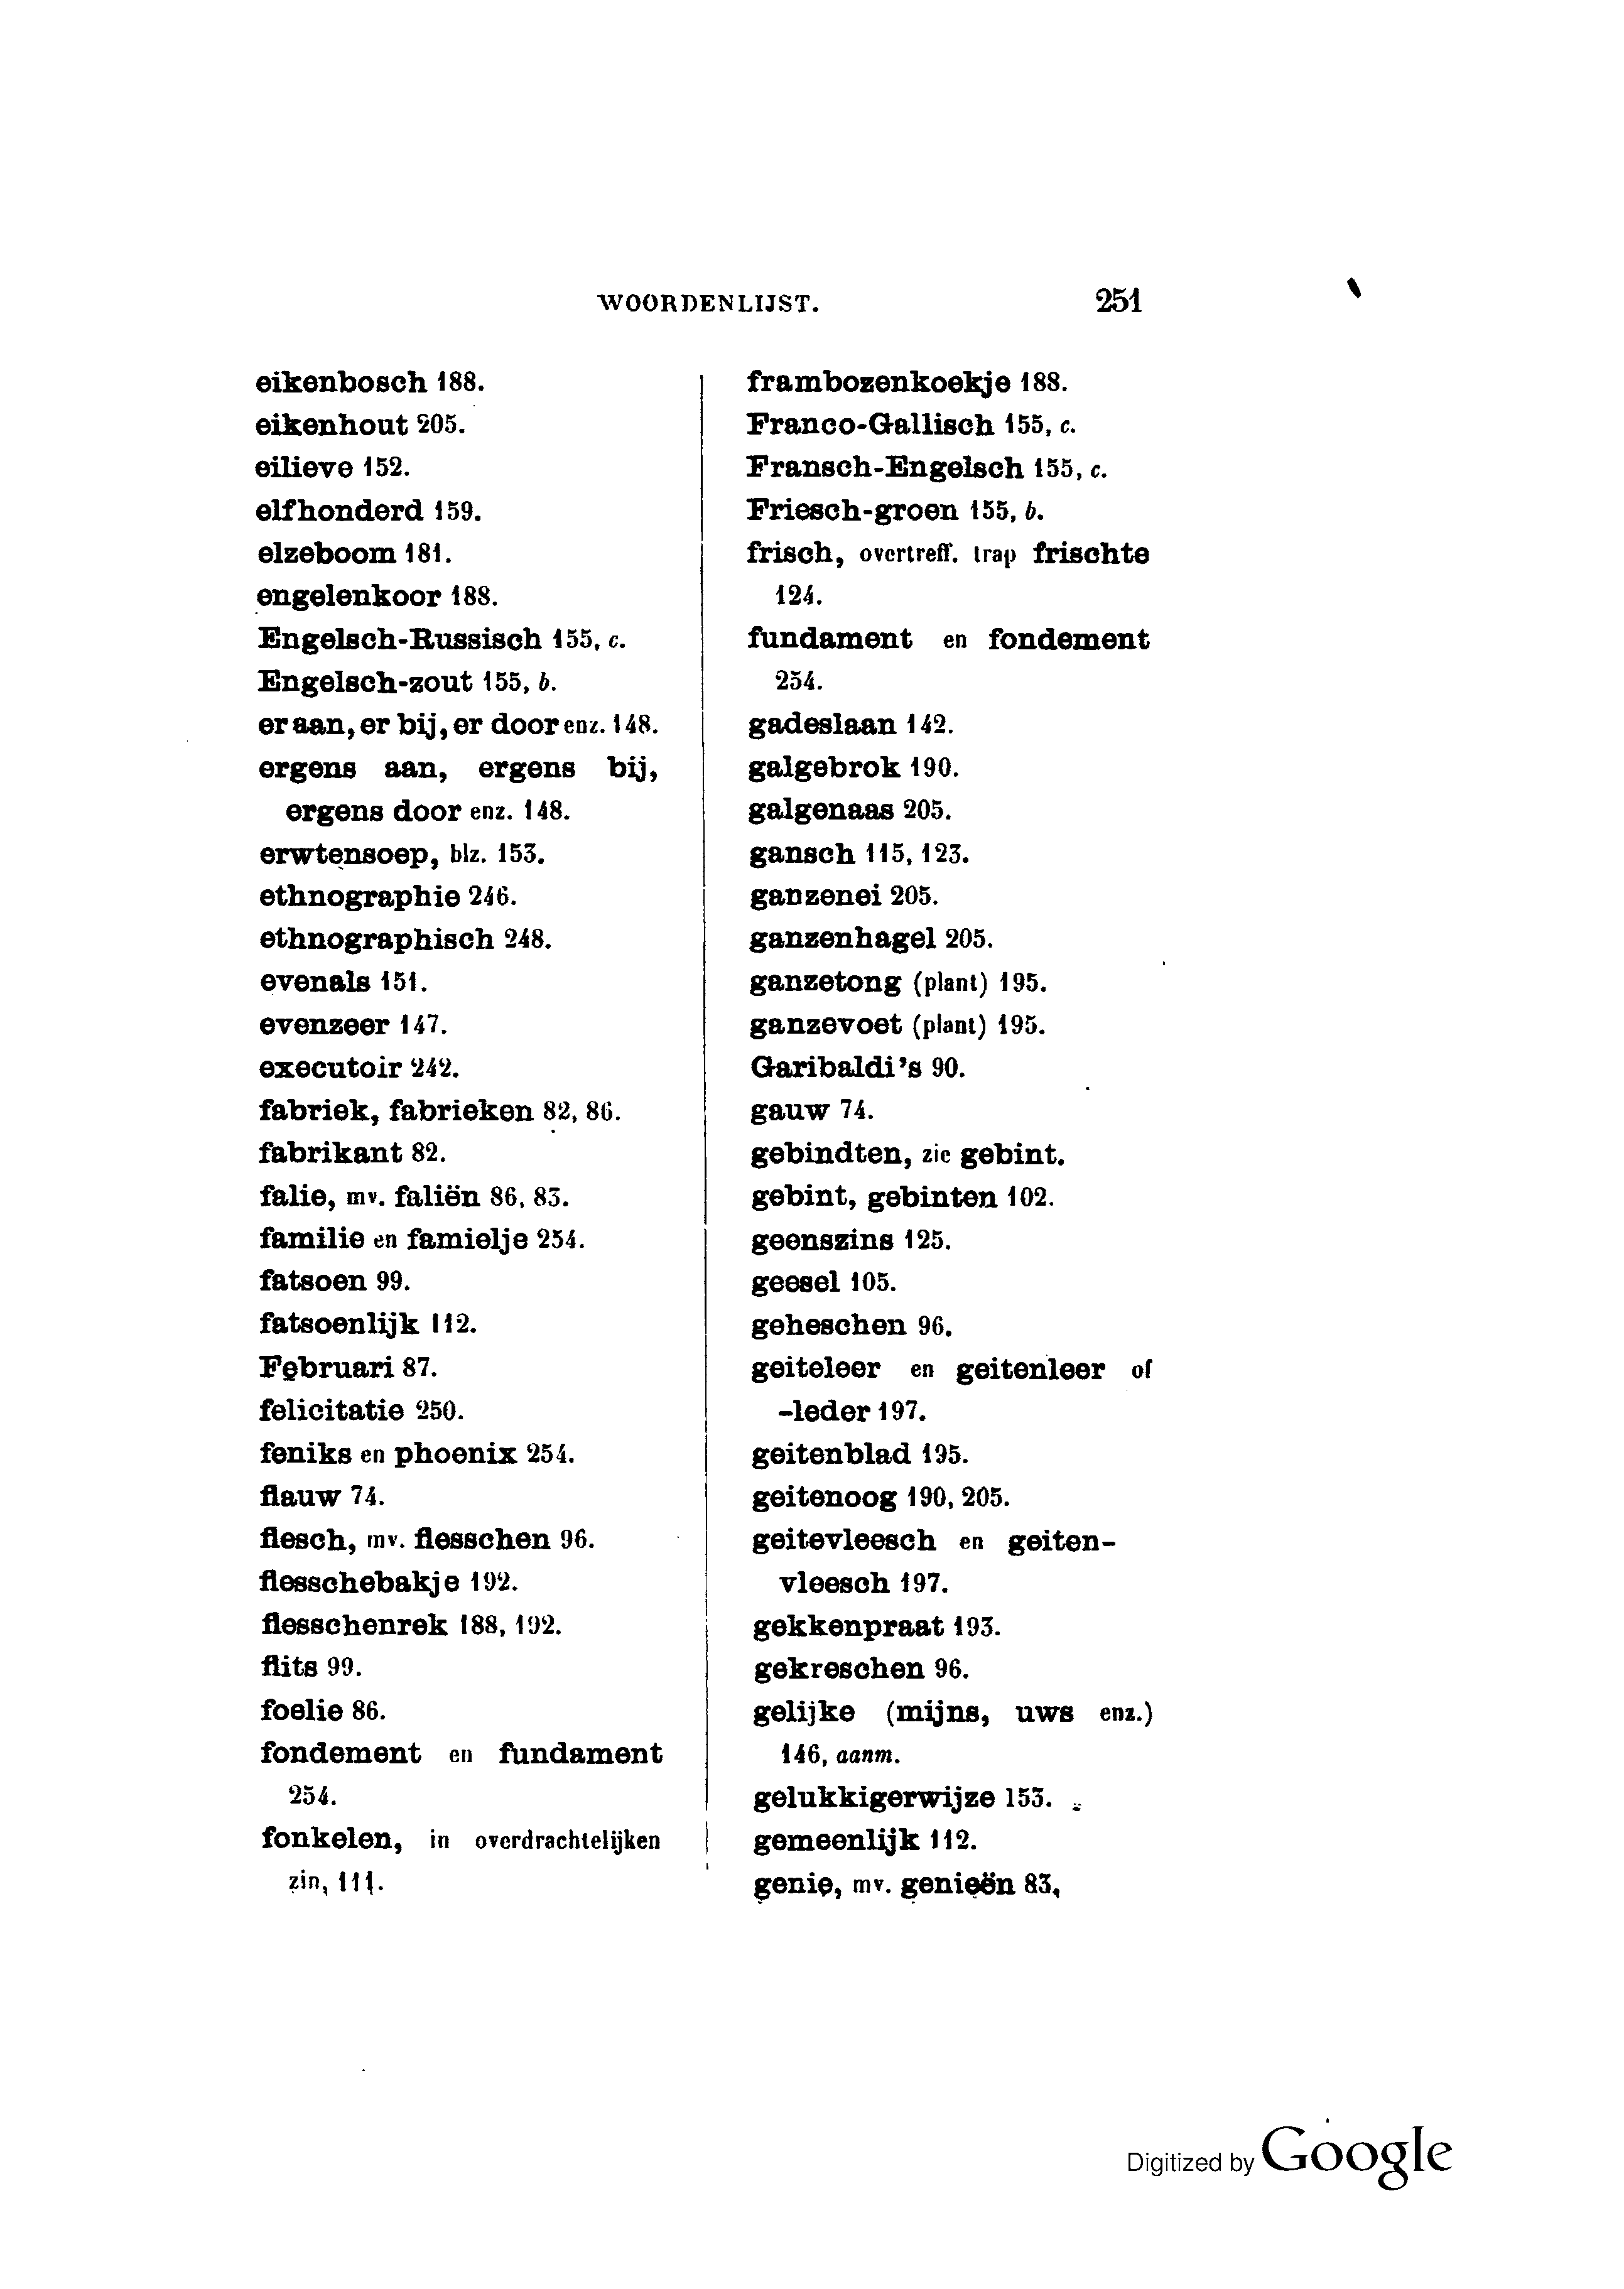 WOORDENLIJST. 251
eikenbosch 188.
eikenhout 205.
eilieve 152.
elfhonderd 159.
elzeboom 181.
engelenkoor 188.
Engelsch-Russisch 155, c.
Engelsch-zout 155, b.
er aan, er bij, er door enz. 148.
ergens aan, ergens bij,
ergens door enz. 148.
erwtensoep, blz. 153.
ethnographie 246.
ethnographisch 248.
evenals 151.
evenzeer 147.
executoir 242.
fabriek, fabrieken 82, 86.
fabrikant 82.
falie, mv. faliën 86, 83.
familie en famielje 254.
fatsoen 99.
fatsoenlijk 112.
Februari 87.
felicitatie 250.
feniks en phoenix 254.
flauw 74.
flesch, mv. flesschen 96.
flesschebakje 192.
flesschenrek 188, 192.
flits 99.
foelie 86.
fondement en fundament
254.
fonkelen, in overdrachtelijken
zin, 111.
frambozenkoekje 188.
Franco-Gallisch 155, c.
Fransch-Engelsch 155, c.
Friesch-groen 155, b.
frisch, overtreff. trap frischte
124.
fundament en fondement
254.
gadeslaan 142.
galgebrok 190.
galgenaas 205.
gansch 115, 123.
ganzenei 205.
ganzenhagel 205.
ganzetong (plant) 195.
ganzevoet (plant) 195.
Garibaldi's 90.
gauw 74.
gebindten, zie gebint.
gebint, gebinten 102.
geenszins 125.
geesel 105.
geheschen 96.
geiteleer en geitenleer of
-leder 197.
geitenblad 195.
geitenoog 190, 205.
geitevleesch en geiten-
vleesch 197.
gekkenpraat 193.
gekreschen 96.
gelijke (mijns, uws enz.)
146, aanm.
gelukkigerwijze 153.
gemeenlijk 112.
genie, mv. genieën 83,
Digitized by Google